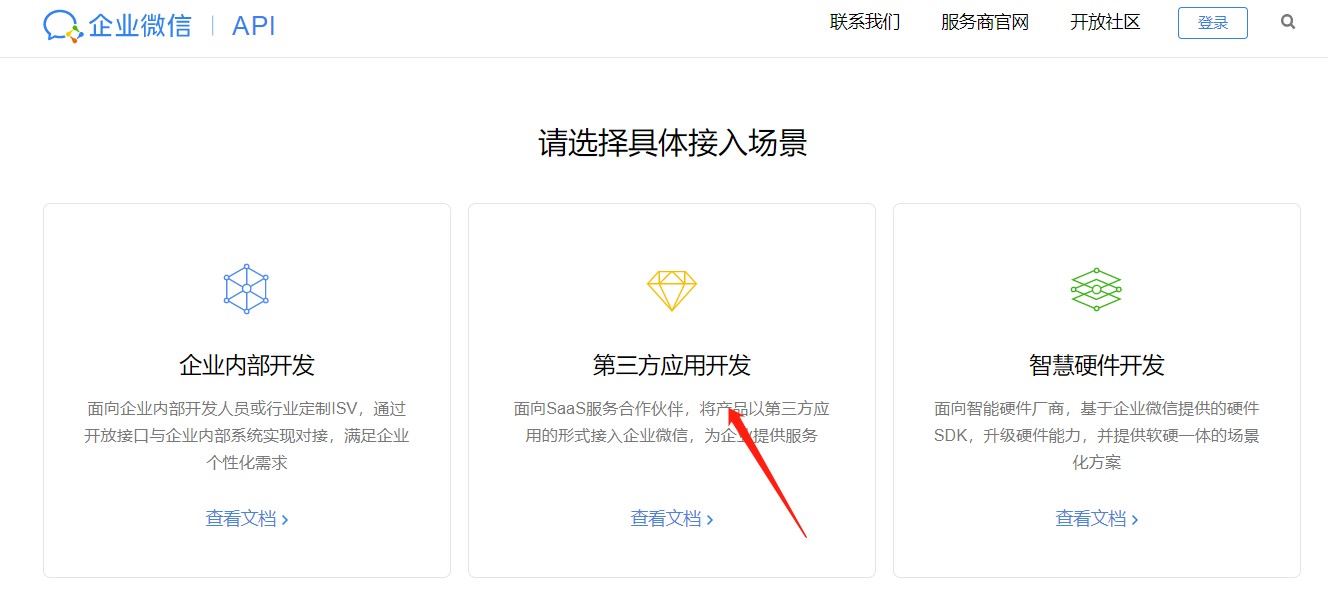 企业微信 | API
联系我们 服务商官网 开放社区 登录
请选择具体接入场景
企业内部开发
面向企业内部开发人员或行业定制ISV，通过
开放接口与企业内部系统实现对接，满足企业
个性化需求
查看文档 >
第三方应用开发
面向SaaS服务合作伙伴，将产品以第三方应
用的形式接入企业微信，为企业提供服务
查看文档 >
智慧硬件开发
面向智能硬件厂商，基于企业微信提供的硬件
SDK，升级硬件能力，并提供软硬一体的场景
化方案
查看文档 >